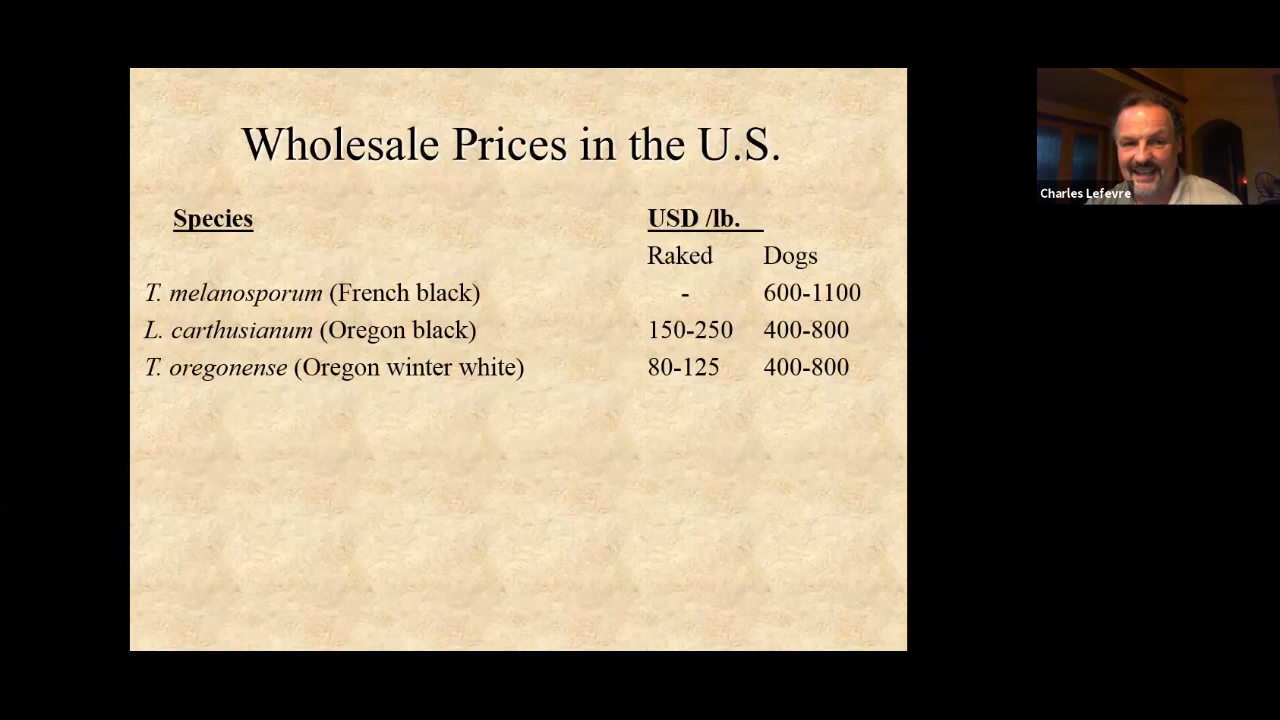 Wholesale Prices in the U.S.
Species USD /lb.
Raked Dogs
T. melanosporum (French black) - 600-1100
L. carthusianum (Oregon black) 150-250 400-800
T. oregonense (Oregon winter white) 80-125 400-800
Charles Lefevre